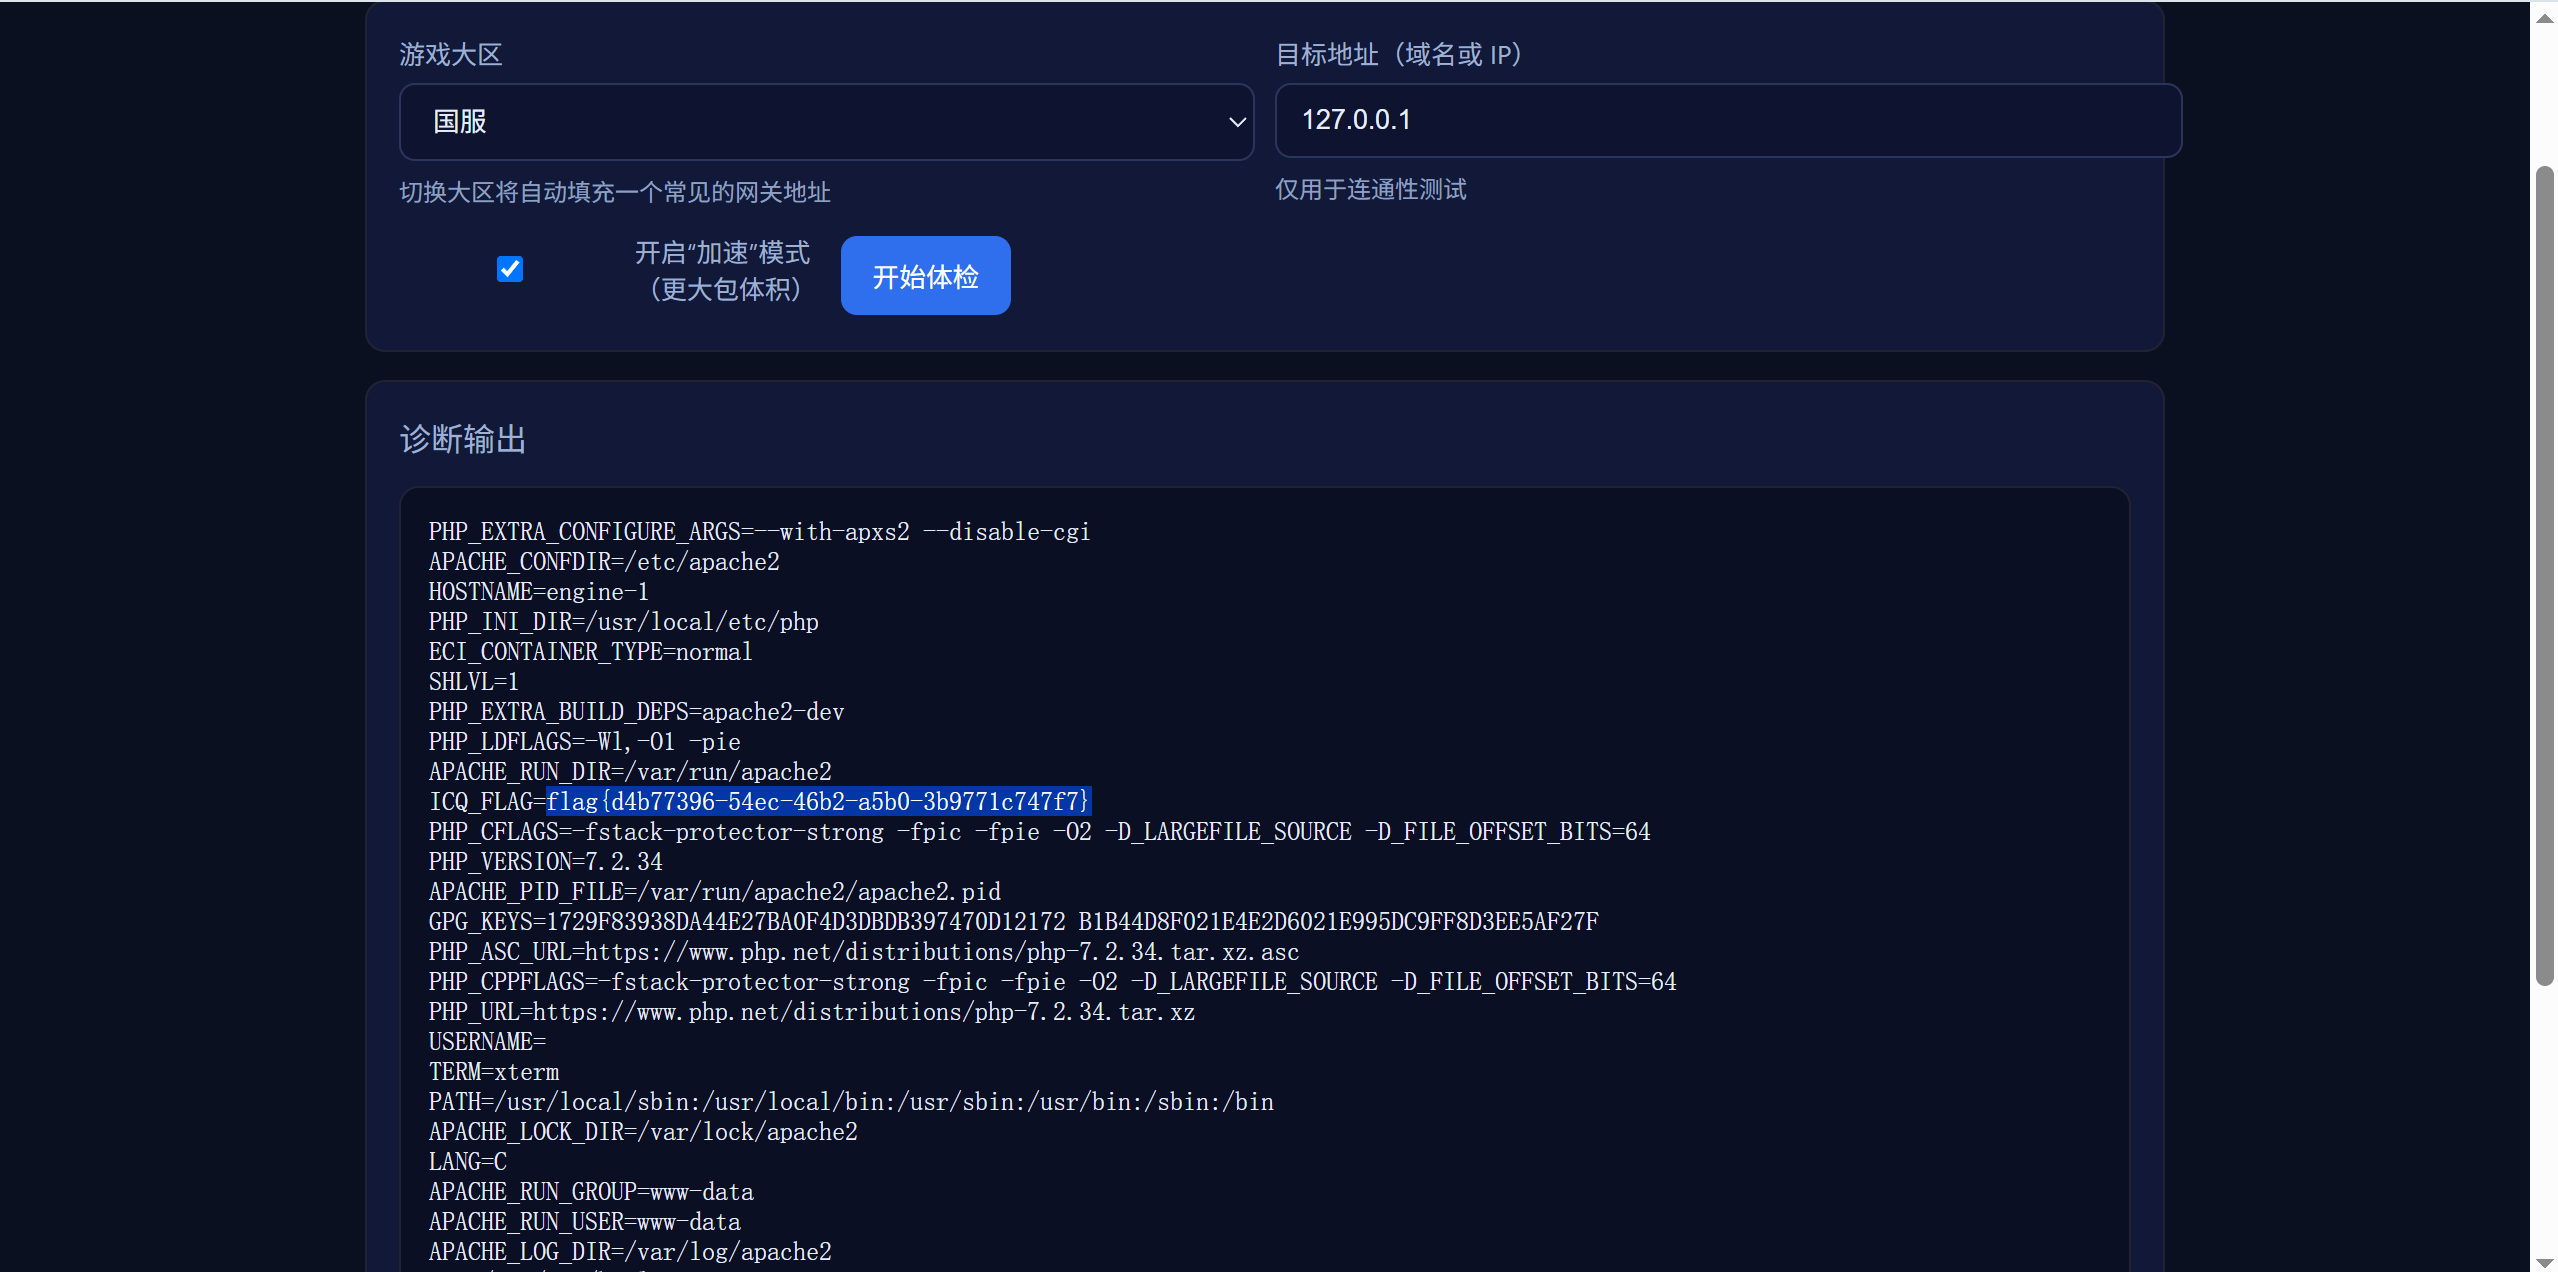 游戏大区
目标地址（域名或 IP）
国服
127.0.0.1
切换大区将自动填充一个常见的网关地址
仅用于连通性测试
开启“加速”模式
（更大包体积）
开始体检
诊断输出
PHP_EXTRA_CONFIGURE_ARGS=--with-apxs2 --disable-cgi
APACHE_CONFDIR=/etc/apache2
HOSTNAME=engine-1
PHP_INI_DIR=/usr/local/etc/php
ECI_CONTAINER_TYPE=normal
SHLVL=1
PHP_EXTRA_BUILD_DEPS=apache2-dev
PHP_LDFLAGS=-Wl,-O1 -pie
APACHE_RUN_DIR=/var/run/apache2
ICQ_FLAG=flag{d4b77396-54ec-46b2-a5b0-3b9771c747f7}
PHP_CFLAGS=-fstack-protector-strong -fpic -fpie -O2 -D_LARGEFILE_SOURCE -D_FILE_OFFSET_BITS=64
PHP_VERSION=7.2.34
APACHE_PID_FILE=/var/run/apache2/apache2.pid
GPG_KEYS=1729F83938DA44E27BA0F4D3DBDB397470D12172 B1B44D8F021E4E2D6021E995DC9FF8D3EE5AF27F
PHP_ASC_URL=https://www.php.net/distributions/php-7.2.34.tar.xz.asc
PHP_CPPFLAGS=-fstack-protector-strong -fpic -fpie -O2 -D_LARGEFILE_SOURCE -D_FILE_OFFSET_BITS=64
PHP_URL=https://www.php.net/distributions/php-7.2.34.tar.xz
USERNAME=
TERM=xterm
PATH=/usr/local/sbin:/usr/local/bin:/usr/sbin:/usr/bin:/sbin:/bin
APACHE_LOCK_DIR=/var/lock/apache2
LANG=C
APACHE_RUN_GROUP=www-data
APACHE_RUN_USER=www-data
APACHE_LOG_DIR=/var/log/apache2